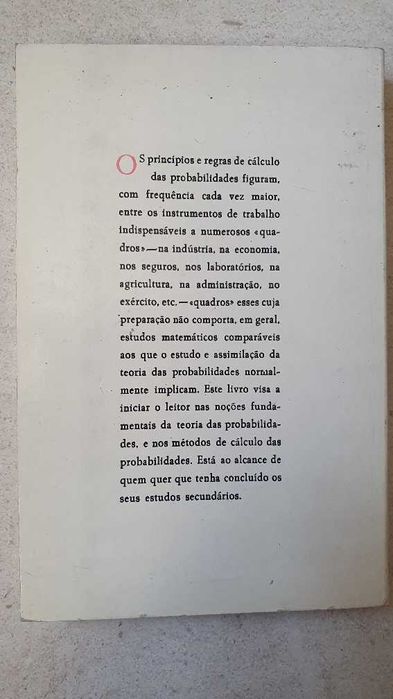 OS princípios e regras de cálculo
das probabilidades figuram,
com frequência cada vez maior,
entre os instrumentos de trabalho
indispensáveis a numerosos «qua-
dros»—na indústria, na economia,
nos seguros, nos laboratórios, na
agricultura, na administração, no
exército, etc.—«quadros» esses cuja
preparação não comporta, em geral,
estudos matemáticos comparáveis
aos que o estudo e assimilação da
teoria das probabilidades normal-
mente implicam. Este livro visa a
iniciar o leitor nas noções funda-
mentais da teoria das probabilida-
des, e nos métodos de cálculo das
probabilidades. Está ao alcance de
quem quer que tenha concluído os
seus estudos secundários.